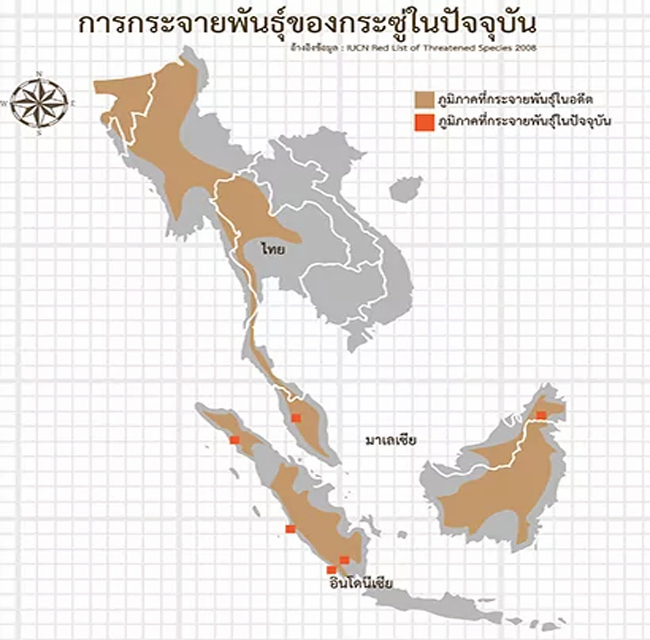 การกระจายพันธุ์ของกระซู่ในปัจจุบัน
อ้างอิงข้อมูล : IUCN Red List of Threatened Species 2008
N
W
E
S
ภูมิภาคที่กระจายพันธุ์ในอดีต
ภูมิภาคที่กระจายพันธุ์ในปัจจุบัน
ไทย
มาเลเซีย
อินโดนีเซีย